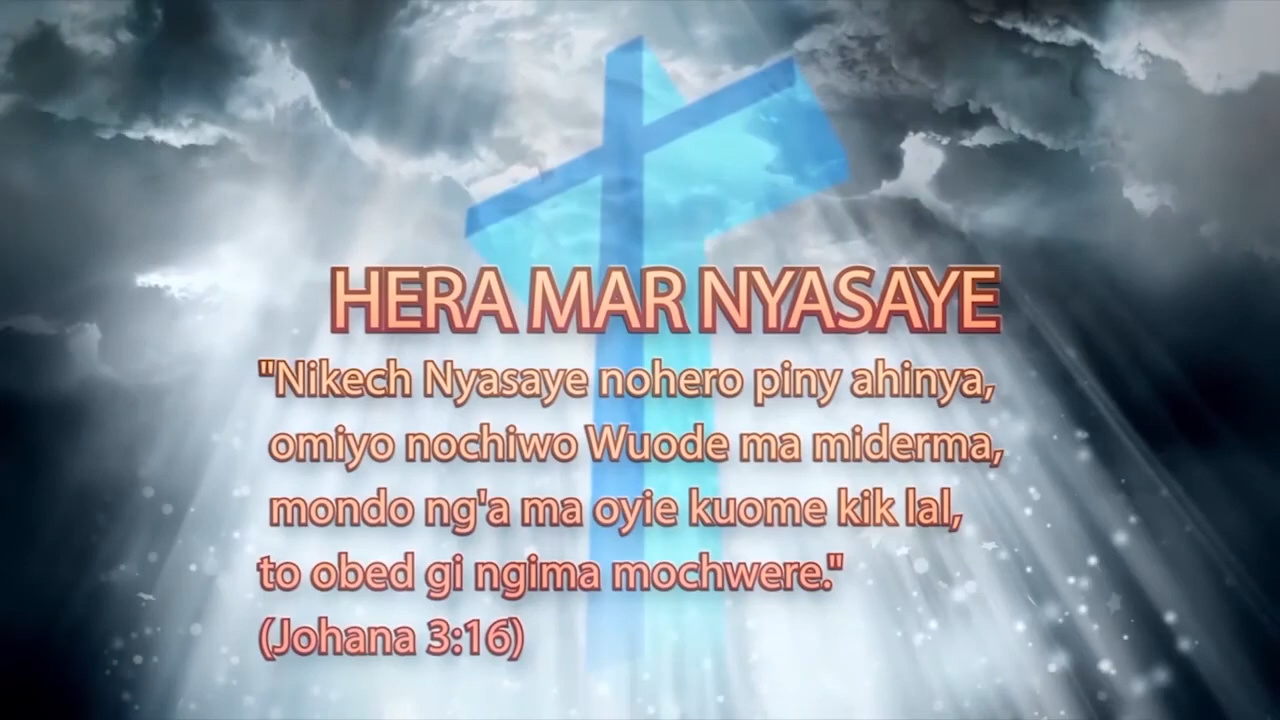 HERA MAR NYASAYE
"Nikech Nyasaye nohero piny ahinya,
omiyo nochiwo Wuode ma miderma,
mondo ng'a ma oyie kuome kik lal,
to obed gi ngima mochwere."
(Johana 3:16)